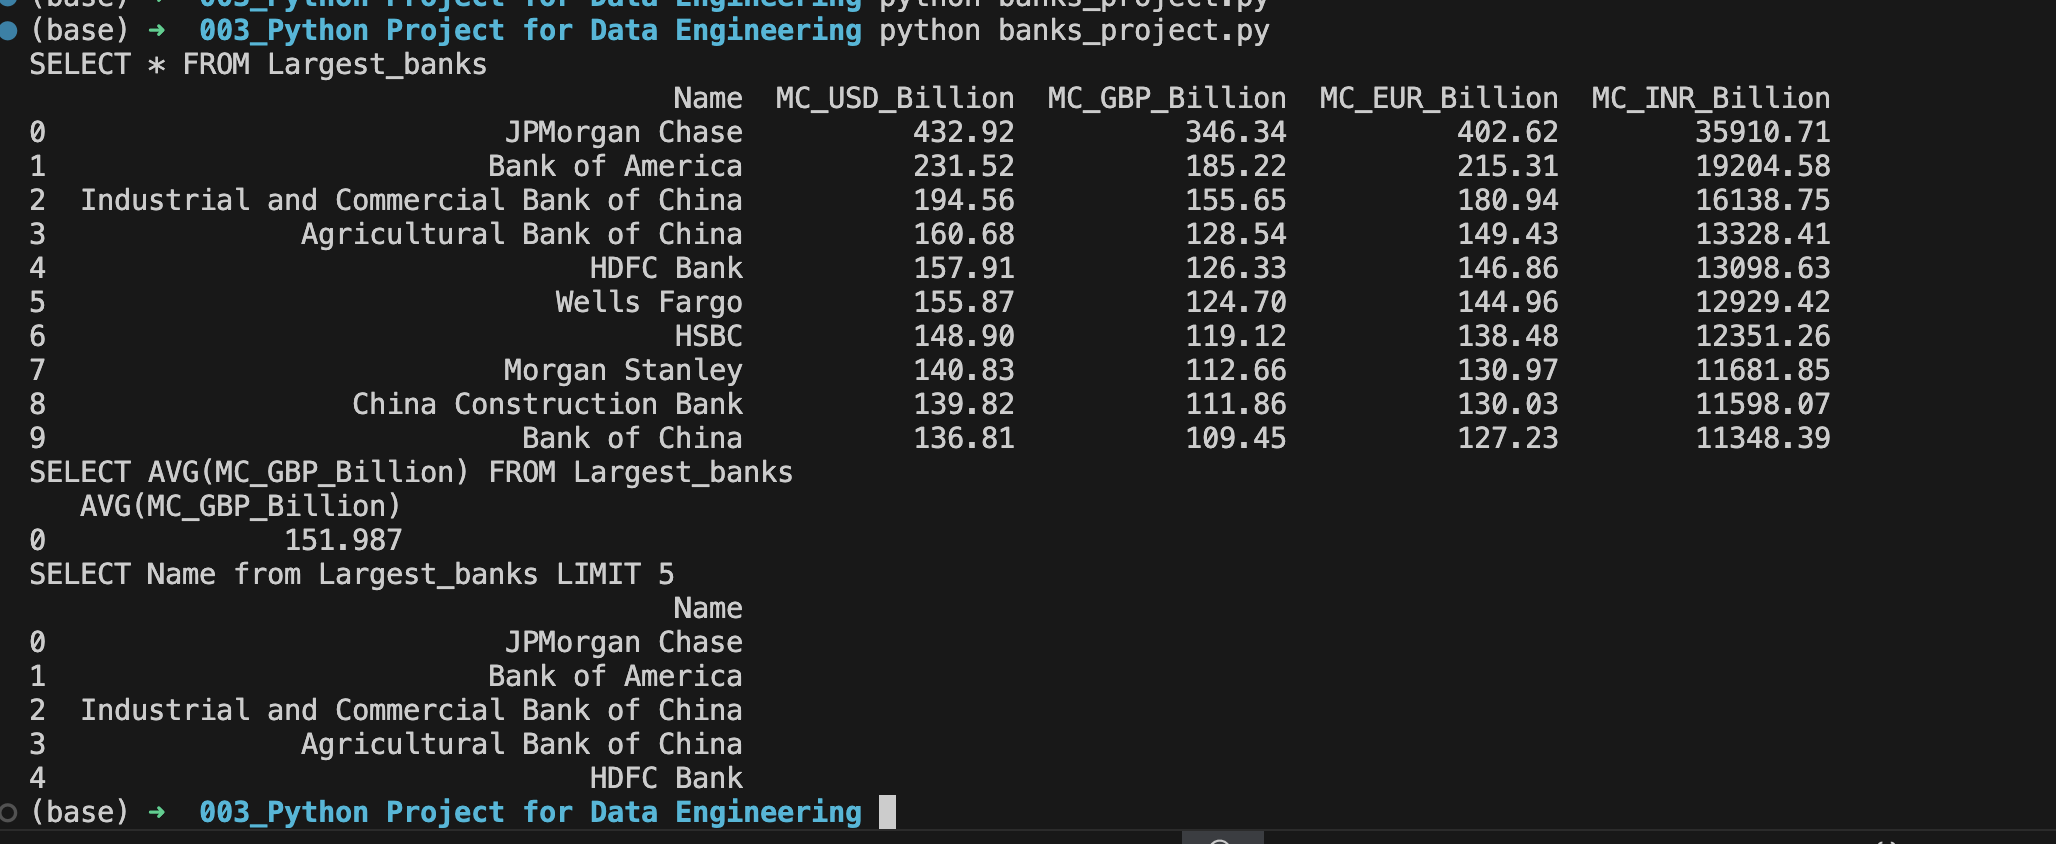 (base) → 003_Python Project for Data Engineering python banks_project.py
(base) → 003_Python Project for Data Engineering python banks_project.py
SELECT * FROM Largest_banks
Name MC_USD_Billion MC_GBP_Billion MC_EUR_Billion MC_INR_Billion
0 JPMorgan Chase 432.92 346.34 402.62 35910.71
1 Bank of America 231.52 185.22 215.31 19204.58
2 Industrial and Commercial Bank of China 194.56 155.65 180.94 16138.75
3 Agricultural Bank of China 160.68 128.54 149.43 13328.41
4 HDFC Bank 157.91 126.33 146.86 13098.63
5 Wells Fargo 155.87 124.70 144.96 12929.42
6 HSBC 148.90 119.12 138.48 12351.26
7 Morgan Stanley 140.83 112.66 130.97 11681.85
8 China Construction Bank 139.82 111.86 130.03 11598.07
9 Bank of China 136.81 109.45 127.23 11348.39
SELECT AVG(MC_GBP_Billion) FROM Largest_banks
AVG(MC_GBP_Billion)
0 151.987
SELECT Name from Largest_banks LIMIT 5
Name
0 JPMorgan Chase
1 Bank of America
2 Industrial and Commercial Bank of China
3 Agricultural Bank of China
4 HDFC Bank
(base) → 003_Python Project for Data Engineering